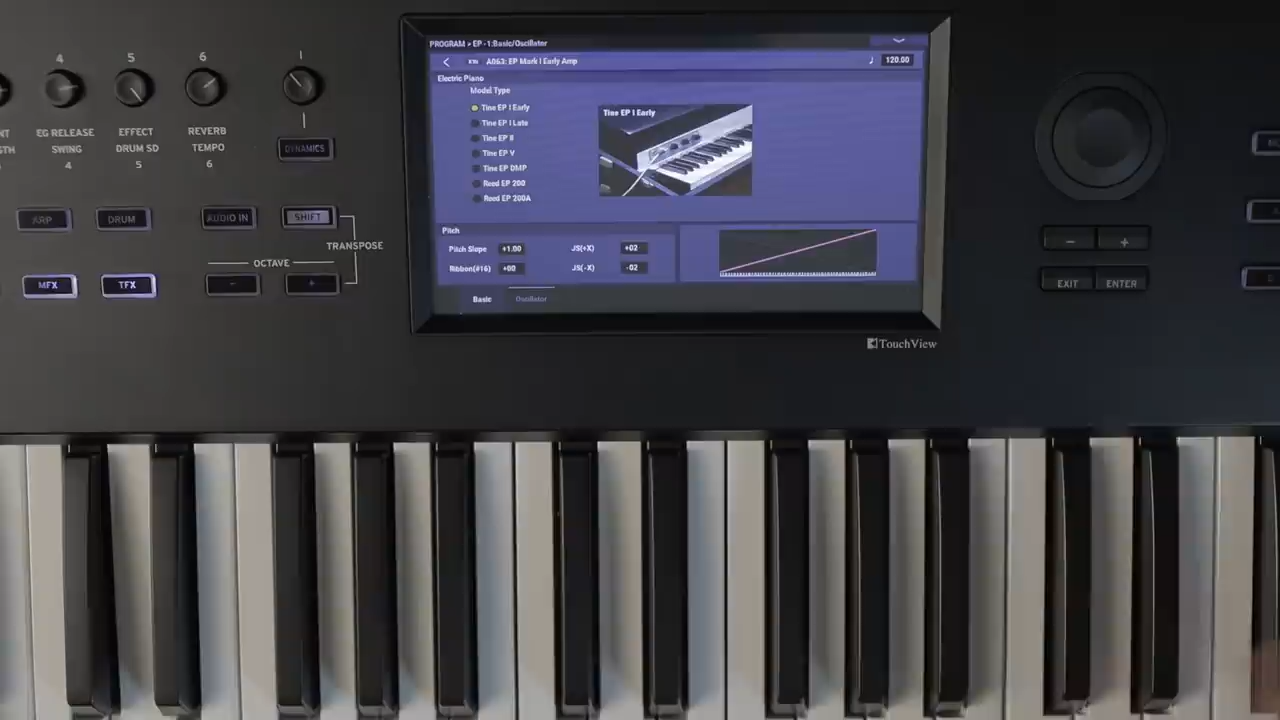 PROGRAM > EP -1:Basic/Oscillator
A063: EP Mark I Early Amp
♩ 120.00
Electric Piano
Model Type
Tine EP I Early
Tine EP I Late
Tine EP II
Tine EP V
Tine EP DMP
Reed EP 200
Reed EP 200A
Tine EP I Early
Pitch
Pitch Slope +1.00 JS(+X) +02
Ribbon(#16) +00 JS(-X) -02
Basic Oscillator
TouchView
4 5 6
EG RELEASE EFFECT REVERB
SWING DRUM SD TEMPO
4 5 6
DYNAMICS
ARP DRUM AUDIO IN SHIFT
TRANSPOSE
OCTAVE
MFX TFX - +
- +
EXIT ENTER